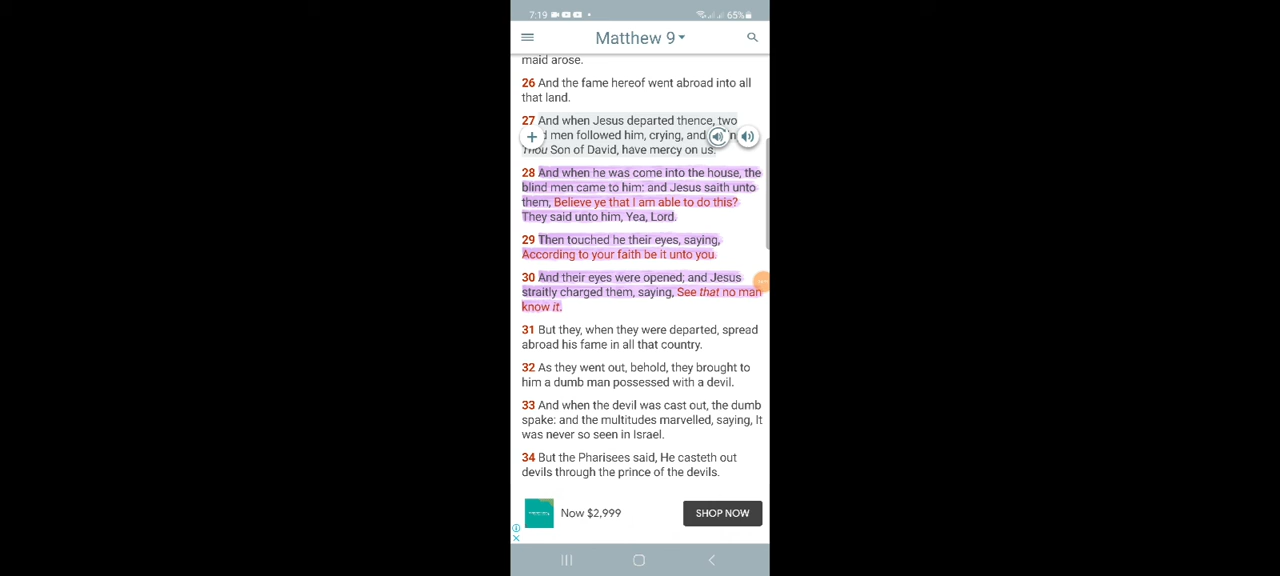 7:19
65%
Matthew 9
maid arose.
26 And the fame hereof went abroad into all
that land.
27 And when Jesus departed thence, two
men followed him, crying, and
Thou Son of David, have mercy on us.
28 And when he was come into the house, the
blind men came to him: and Jesus saith unto
them, Believe ye that I am able to do this?
They said unto him, Yea, Lord.
29 Then touched he their eyes, saying,
According to your faith be it unto you.
30 And their eyes were opened; and Jesus
straitly charged them, saying, See that no man
know it.
31 But they, when they were departed, spread
abroad his fame in all that country.
32 As they went out, behold, they brought to
him a dumb man possessed with a devil.
33 And when the devil was cast out, the dumb
spake: and the multitudes marvelled, saying, It
was never so seen in Israel.
34 But the Pharisees said, He casteth out
devils through the prince of the devils.
Now $2,999
SHOP NOW